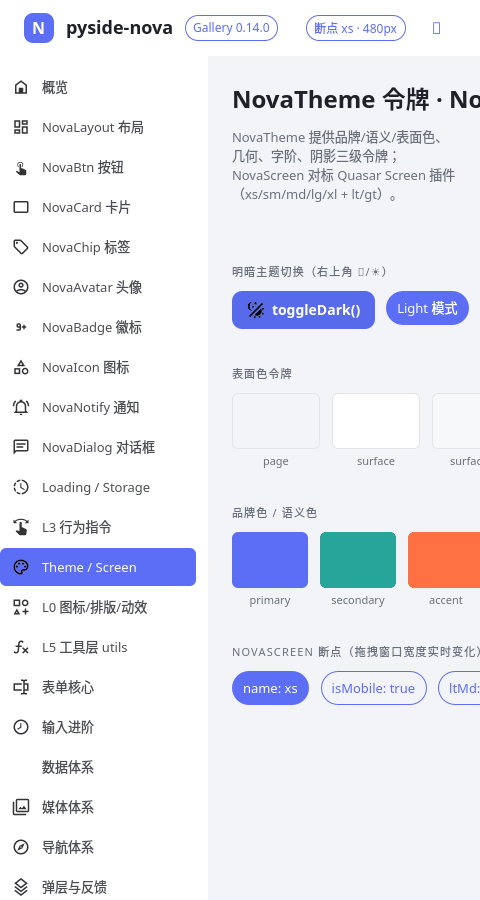 N pyside-nova Gallery 0.14.0 断点 xs · 480px
概览
NovaLayout 布局
NovaBtn 按钮
NovaCard 卡片
NovaChip 标签
NovaAvatar 头像
9+ NovaBadge 徽标
NovaIcon 图标
NovaNotify 通知
NovaDialog 对话框
Loading / Storage
L3 行为指令
Theme / Screen
L0 图标/排版/动效
L5 工具层 utils
表单核心
输入进阶
数据体系
媒体体系
导航体系
弹层与反馈
NovaTheme 令牌 · No
NovaTheme 提供品牌/语义/表面色、
几何、字阶、阴影三级令牌；
NovaScreen 对标 Quasar Screen 插件
（xs/sm/md/lg/xl + lt/gt）。
明暗主题切换（右上角 /☀）
toggleDark() Light 模式
表面色令牌
page surface surfac
品牌色 / 语义色
primary secondary accent
NOVASCREEN 断点（拖拽窗口宽度实时变化）
name: xs isMobile: true ltMd: